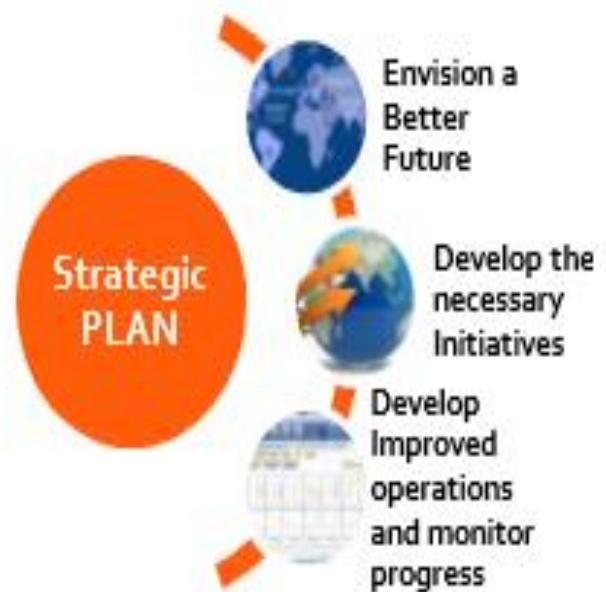 Strategic
PLAN
Envision a
Better
Future
Develop the
necessary
Initiatives
Develop
Improved
operations
and monitor
progress